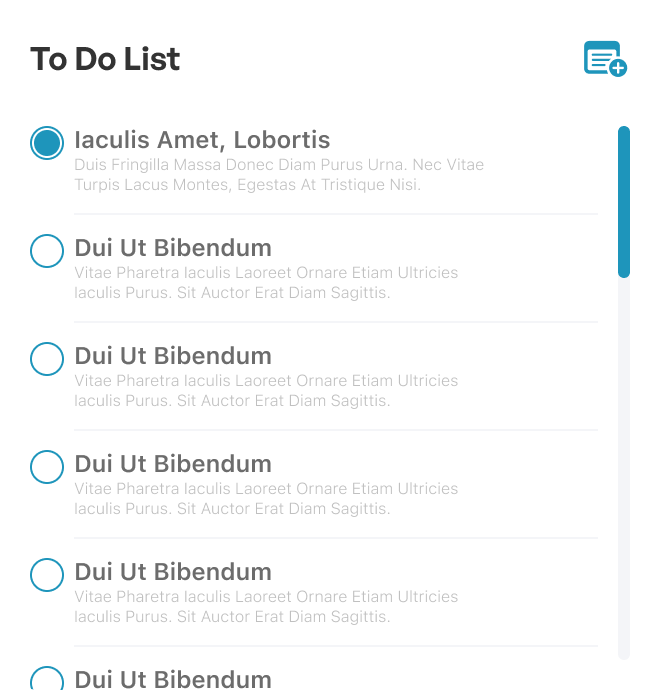 To Do List
Iaculis Amet, Lobortis
Duis Fringilla Massa Donec Diam Purus Urna. Nec Vitae
Turpis Lacus Montes, Egestas At Tristique Nisi.
Dui Ut Bibendum
Vitae Pharetra Iaculis Laoreet Ornare Etiam Ultricies
Iaculis Purus. Sit Auctor Erat Diam Sagittis.
Dui Ut Bibendum
Vitae Pharetra Iaculis Laoreet Ornare Etiam Ultricies
Iaculis Purus. Sit Auctor Erat Diam Sagittis.
Dui Ut Bibendum
Vitae Pharetra Iaculis Laoreet Ornare Etiam Ultricies
Iaculis Purus. Sit Auctor Erat Diam Sagittis.
Dui Ut Bibendum
Vitae Pharetra Iaculis Laoreet Ornare Etiam Ultricies
Iaculis Purus. Sit Auctor Erat Diam Sagittis.
Dui Ut Bibendum